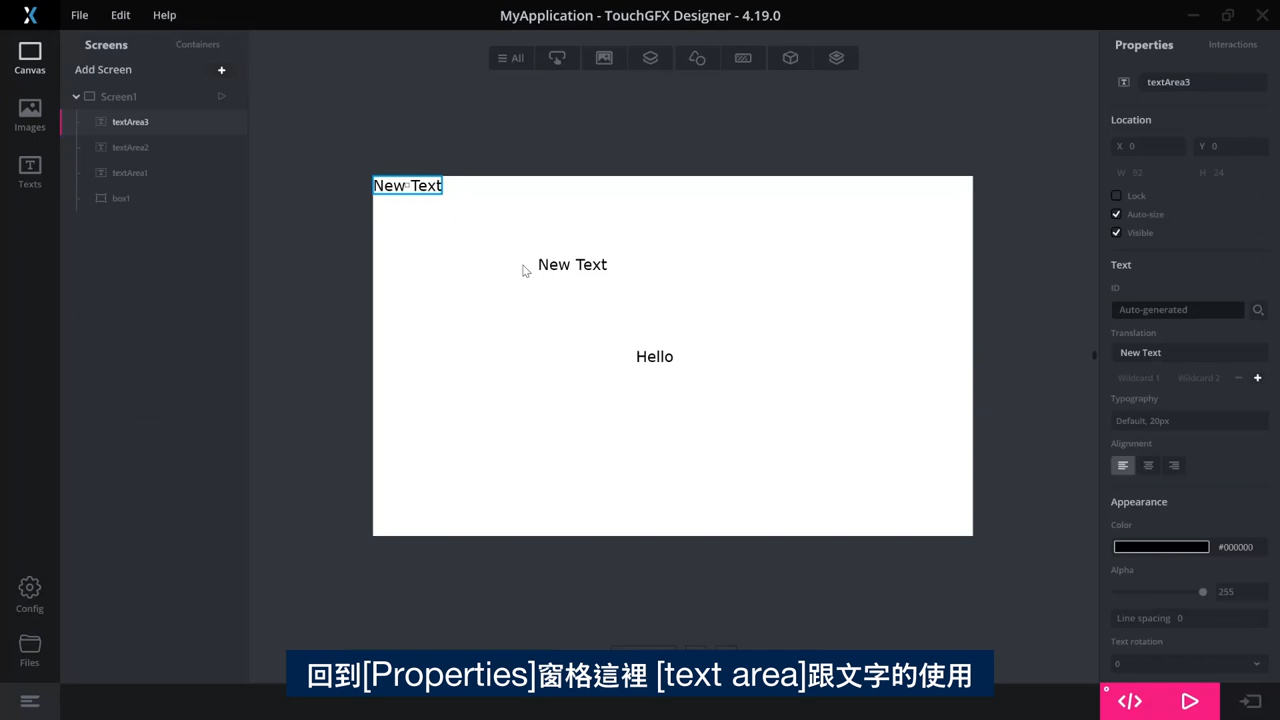 MyApplication - TouchGFX Designer - 4.19.0
File Edit Help
Canvas
Images
Texts
Config
Files
Screens Containers
Add Screen +
Screen1
textArea3
textArea2
textArea1
box1
All
New Text
New Text
Hello
Properties Interactions
textArea3
Location
X 0 Y 0
W 92 H 24
Lock
Auto-size
Visible
Text
ID
Auto-generated
Translation
New Text
Wildcard 1 Wildcard 2 − +
Typography
Default, 20px
Alignment
Appearance
Color
#000000
Alpha
255
Line spacing 0
Text rotation
0
回到[Properties]窗格這裡 [text area]跟文字的使用